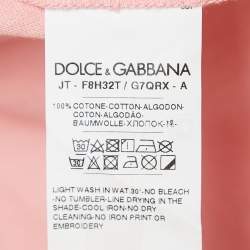 DOLCE & GABBANA
JT - F8H32T / G7QRX - A
100% COTONE-COTTON-ALGODON-
COTON-ALGODÃO-
BAUMWOLLE-ХЛОПОК-
LIGHT WASH IN WAT 30°-NO BLEACH
-NO TUMBLER-LINE DRYING IN THE
SHADE-COOL IRON-NO DRY
CLEANING-NO IRON PRINT OR
EMBROIDERY